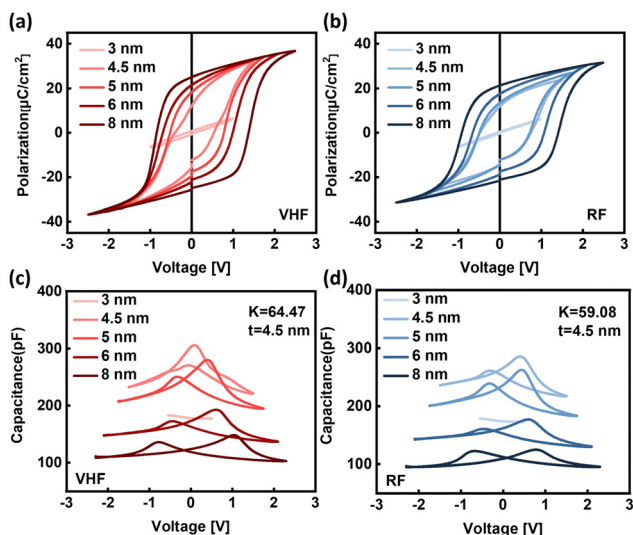 (a)
40
20
0
-20
-40
Polarization(μC/cm²)
3 nm
4.5 nm
5 nm
6 nm
8 nm
VHF
-3 -2 -1 0 1 2 3
Voltage [V]
(b)
40
20
0
-20
-40
Polarization(μC/cm²)
3 nm
4.5 nm
5 nm
6 nm
8 nm
RF
-3 -2 -1 0 1 2 3
Voltage [V]
(c)
400
300
200
100
Capacitance(pF)
3 nm
4.5 nm
5 nm
6 nm
8 nm
K=64.47
t=4.5 nm
VHF
-3 -2 -1 0 1 2 3
Voltage [V]
(d)
400
300
200
100
Capacitance(pF)
3 nm
4.5 nm
5 nm
6 nm
8 nm
K=59.08
t=4.5 nm
RF
-3 -2 -1 0 1 2 3
Voltage [V]